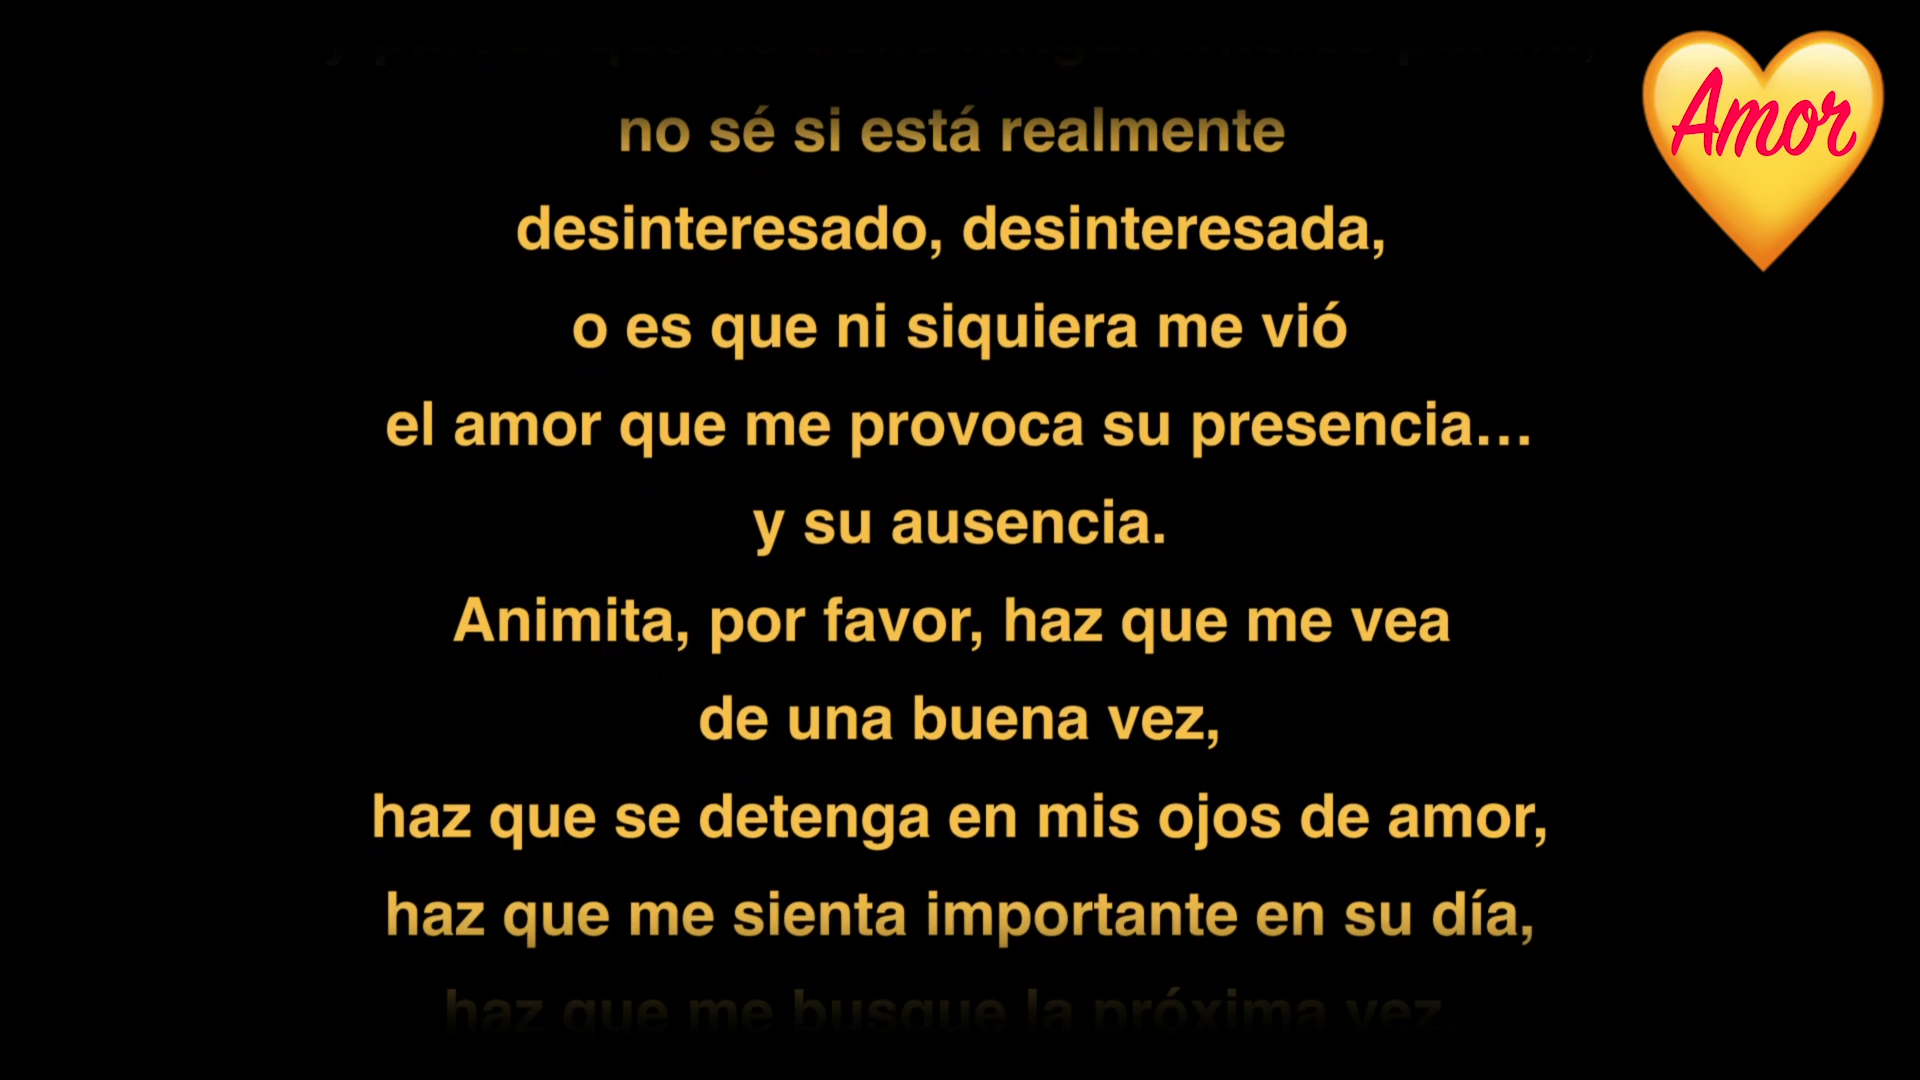 Amor
no sé si está realmente
desinteresado, desinteresada,
o es que ni siquiera me vió
el amor que me provoca su presencia…
y su ausencia.
Animita, por favor, haz que me vea
de una buena vez,
haz que se detenga en mis ojos de amor,
haz que me sienta importante en su día,
haz que me busque la próxima vez.